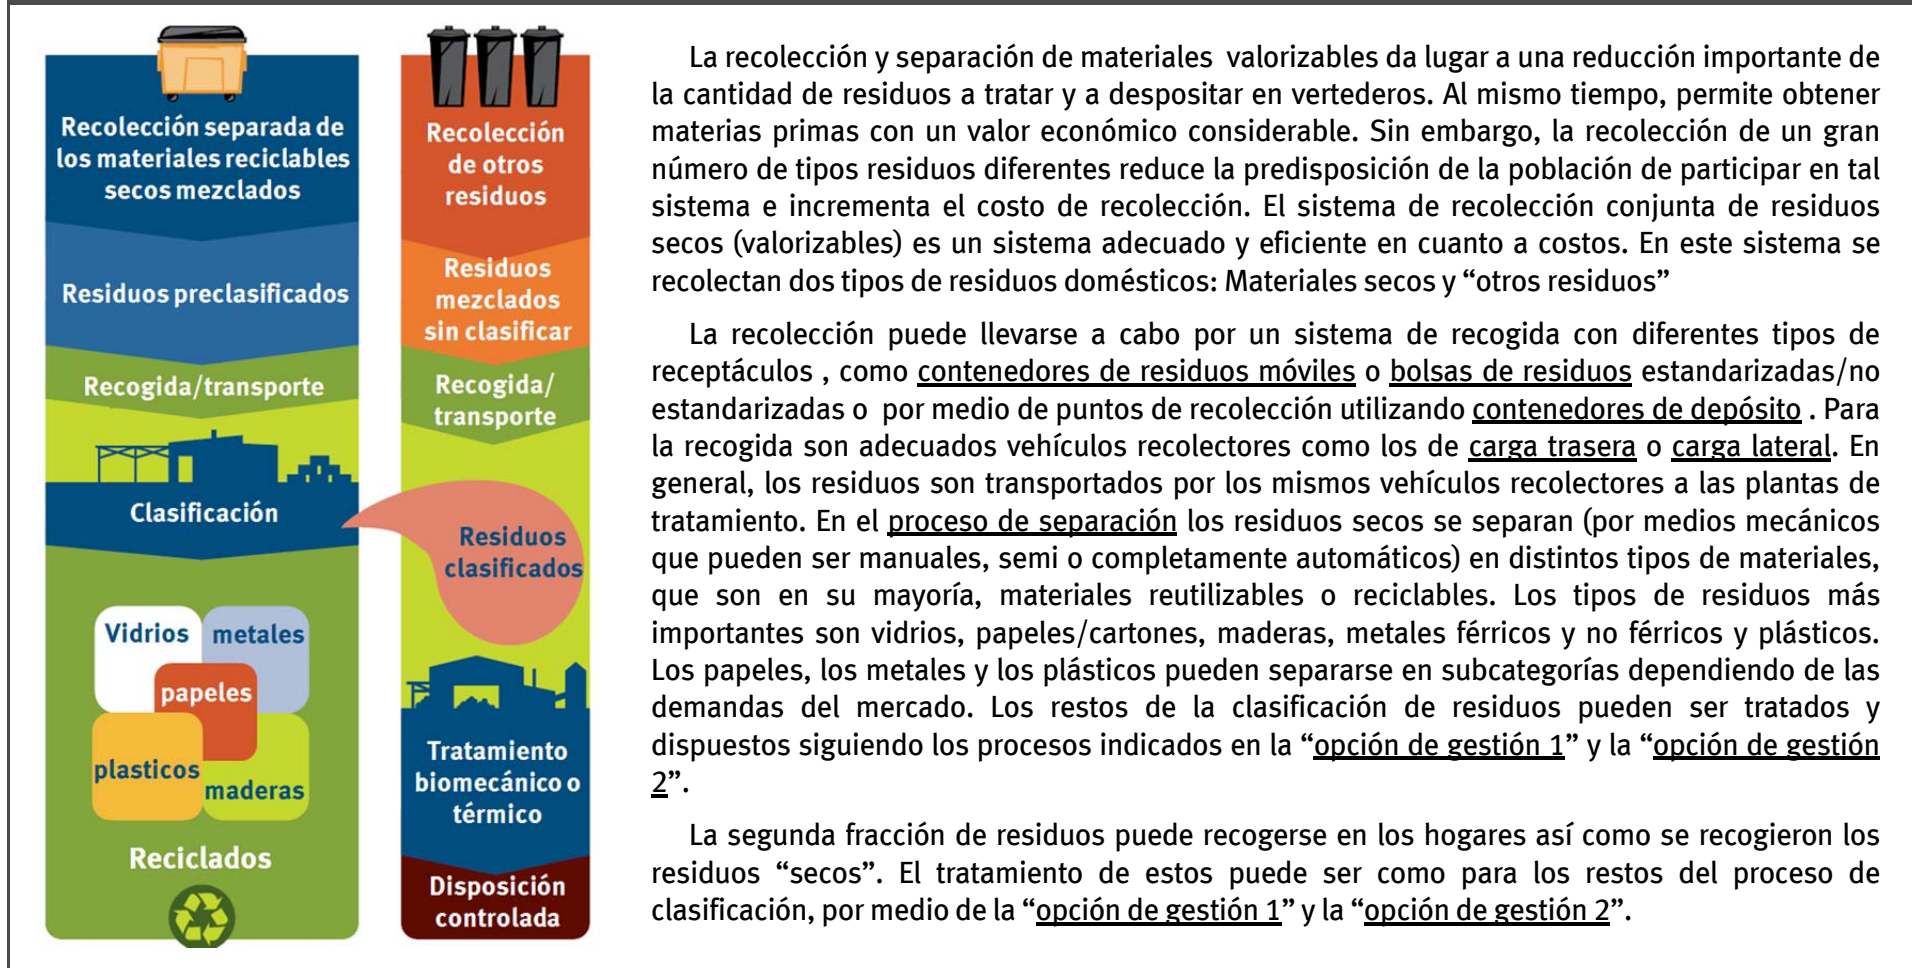 Recolección separada de
los materiales reciclables
secos mezclados
Residuos preclasificados
Recogida/transporte
Clasificación
Vidrios
metales
papeles
plasticos
maderas
Reciclados
Recolección
de otros
residuos
Residuos
mezclados
sin clasificar
Recogida/
transporte
Residuos
clasificados
Tratamiento
biomecánico o
térmico
Disposición
controlada
La recolección y separación de materiales valorizables da lugar a una reducción importante de
la cantidad de residuos a tratar y a despositar en vertederos. Al mismo tiempo, permite obtener
materias primas con un valor económico considerable. Sin embargo, la recolección de un gran
número de tipos residuos diferentes reduce la predisposición de la población de participar en tal
sistema e incrementa el costo de recolección. El sistema de recolección conjunta de residuos
secos (valorizables) es un sistema adecuado y eficiente en cuanto a costos. En este sistema se
recolectan dos tipos de residuos domésticos: Materiales secos y “otros residuos”
La recolección puede llevarse a cabo por un sistema de recogida con diferentes tipos de
receptáculos , como contenedores de residuos móviles o bolsas de residuos estandarizadas/no
estandarizadas o por medio de puntos de recolección utilizando contenedores de depósito . Para
la recogida son adecuados vehículos recolectores como los de carga trasera o carga lateral. En
general, los residuos son transportados por los mismos vehículos recolectores a las plantas de
tratamiento. En el proceso de separación los residuos secos se separan (por medios mecánicos
que pueden ser manuales, semi o completamente automáticos) en distintos tipos de materiales,
que son en su mayoría, materiales reutilizables o reciclables. Los tipos de residuos más
importantes son vidrios, papeles/cartones, maderas, metales férricos y no férricos y plásticos.
Los papeles, los metales y los plásticos pueden separarse en subcategorías dependiendo de las
demandas del mercado. Los restos de la clasificación de residuos pueden ser tratados y
dispuestos siguiendo los procesos indicados en la “opción de gestión 1” y la “opción de gestión
2”.
La segunda fracción de residuos puede recogerse en los hogares así como se recogieron los
residuos “secos”. El tratamiento de estos puede ser como para los restos del proceso de
clasificación, por medio de la “opción de gestión 1” y la “opción de gestión 2”.